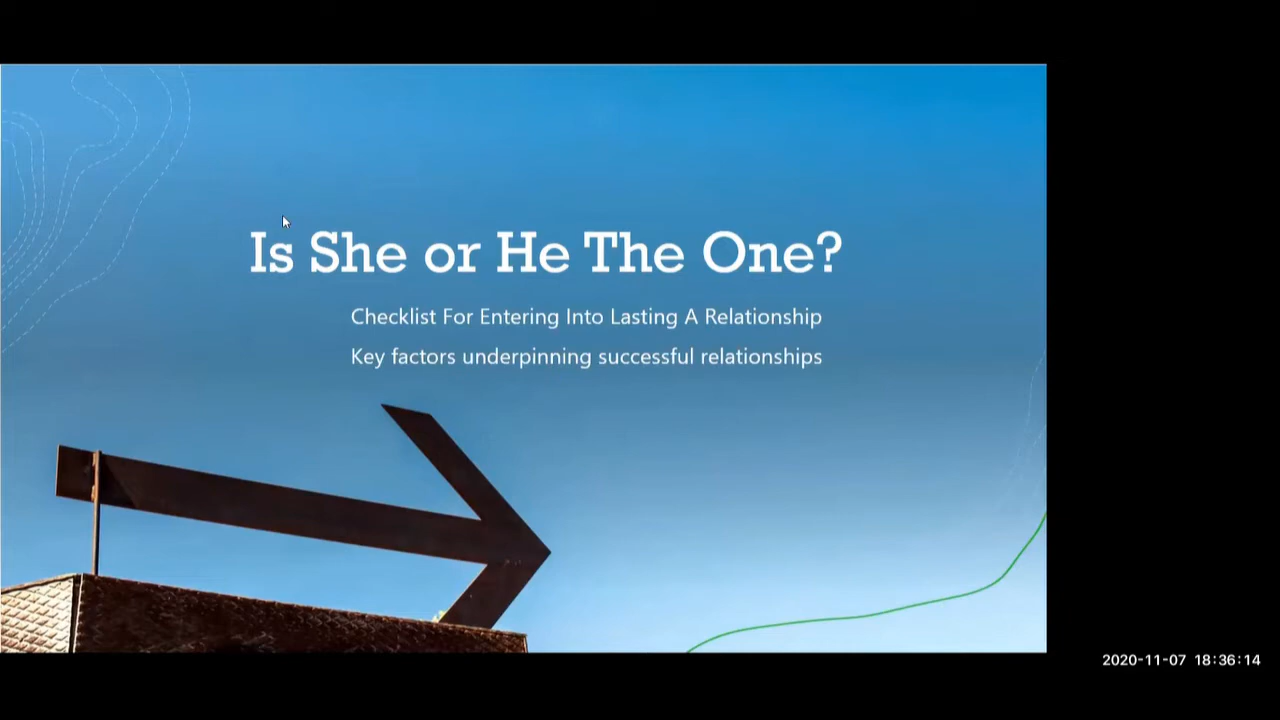 Is She or He The One?
Checklist For Entering Into Lasting A Relationship
Key factors underpinning successful relationships
2020-11-07 18:36:14